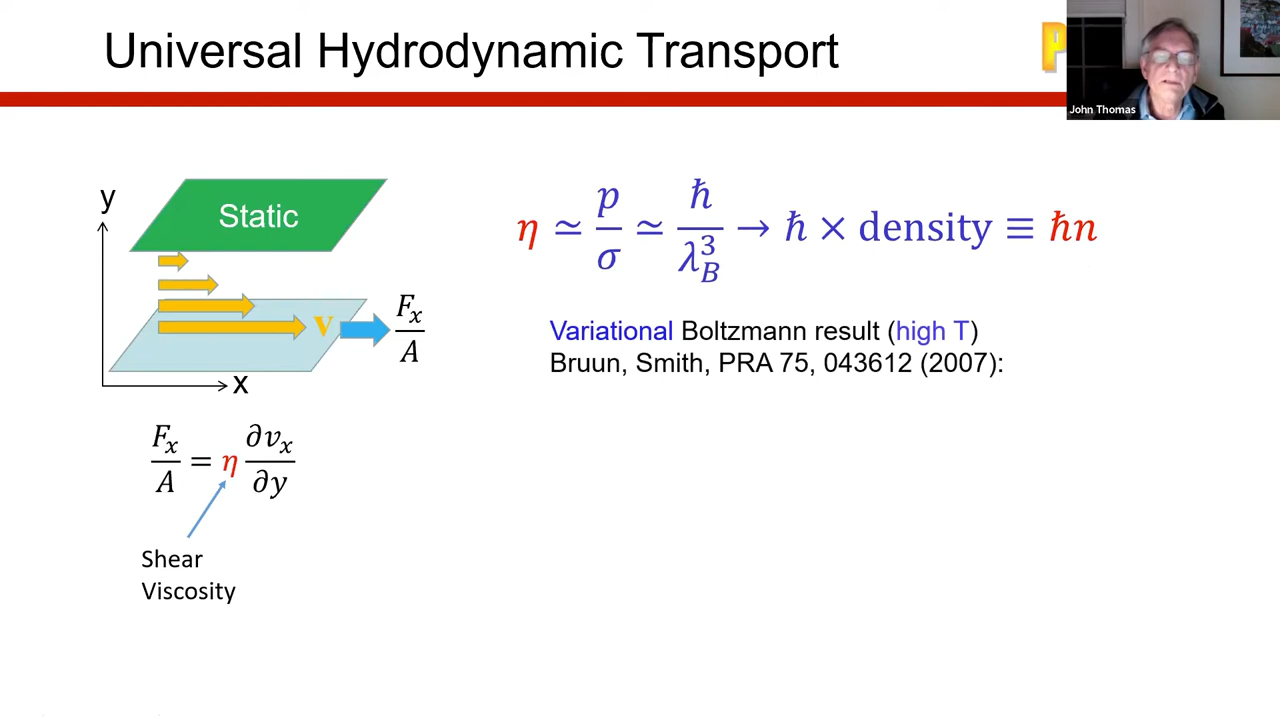 Universal Hydrodynamic Transport
P
John Thomas
y
Static
v
F_x/A
x
η ≃ p/σ ≃ ħ/λ_B^3 → ħ × density ≡ ħn
Variational Boltzmann result (high T)
Bruun, Smith, PRA 75, 043612 (2007):
F_x/A = η ∂v_x/∂y
Shear
Viscosity